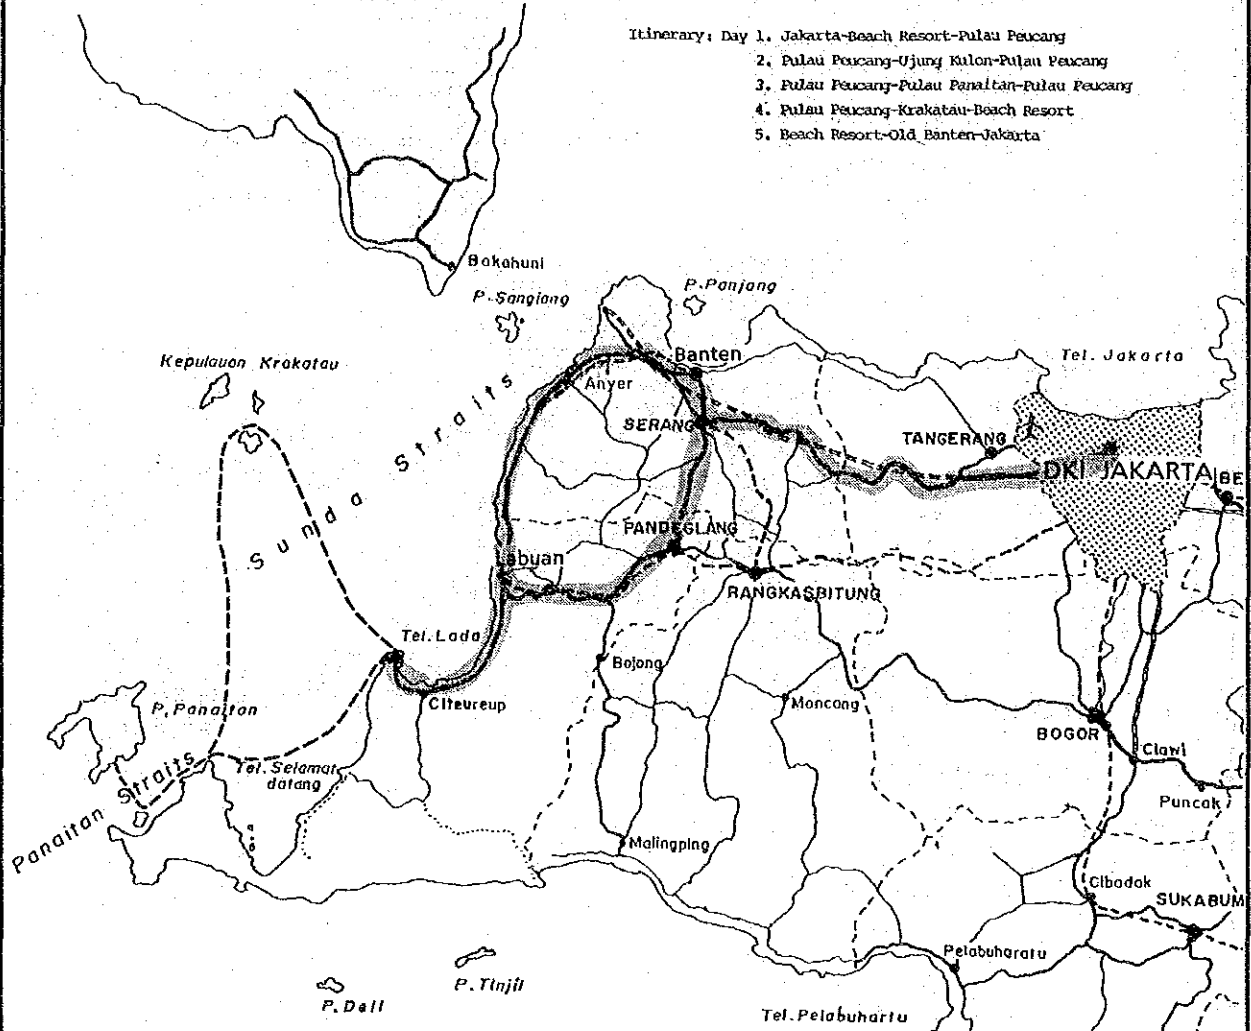 Itinerary: Day 1. Jakarta-Beach Resort-Pulau Peucang
2. Pulau Peucang-Ujung Kulon-Pulau Peucang
3. Pulau Peucang-Pulau Panaitan-Pulau Peucang
4. Pulau Peucang-Krakatau-Beach Resort
5. Beach Resort-Old Banten-Jakarta
Bakahuni
P. Sangiang
P. Panjang
Kepulauan Krakatau
Banten
Tel. Jakarta
Anyer
Sunda Straits
SERANG
TANGERANG
DKI JAKARTA
BE
PANDEGLANG
Labuan
RANGKASBITUNG
Tel. Lada
Bojong
Citeureup
Moncong
P. Panaitan
BOGOR
Ciawi
Tel. Selamat
datang
Panaitan Straits
Puncak
Malingping
Cibadak
SUKABUM
Pelabuharatu
P. Tinjil
P. Deli
Tel. Pelabuhartu